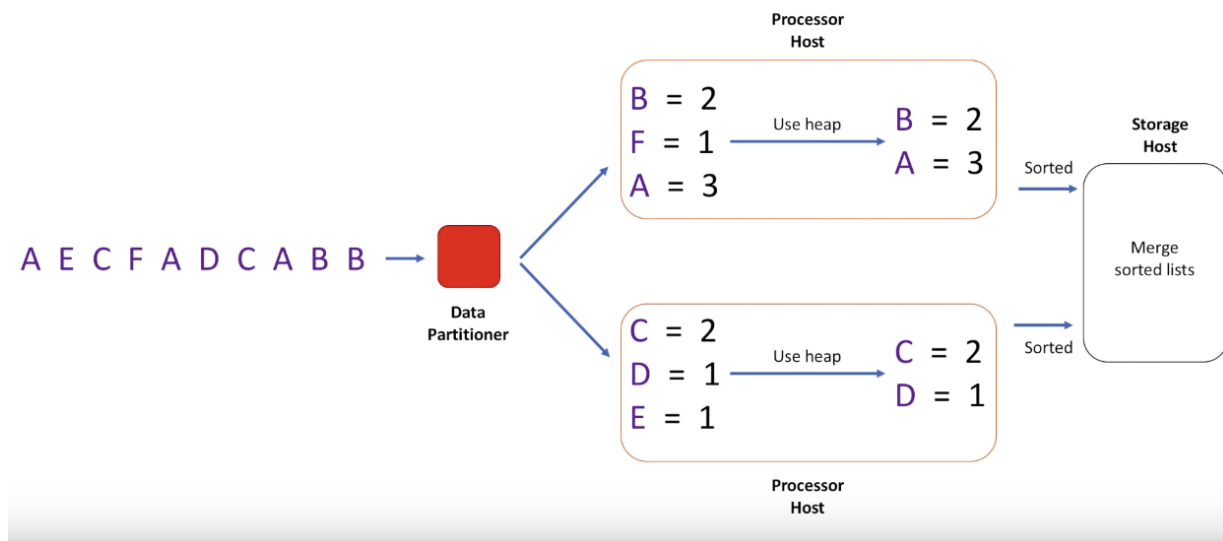 A E C F A D C A B B
Data
Partitioner
Processor
Host
B = 2
F = 1
A = 3
Use heap
B = 2
A = 3
Sorted
C = 2
D = 1
E = 1
Use heap
C = 2
D = 1
Sorted
Processor
Host
Storage
Host
Merge
sorted lists